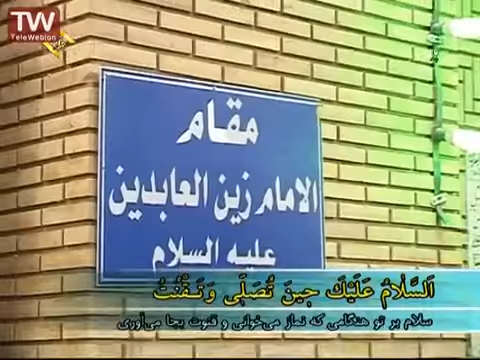 TW
TeleWebion
مقام
الامام زين العابدين
عليه السلام
اَلسَّلامُ عَلَيْكَ حِينَ تُصَلِّى وَتَقْنُتُ
سلام بر تو هنگامی که نماز می‌خوانی و قنوت بجا می‌آوری